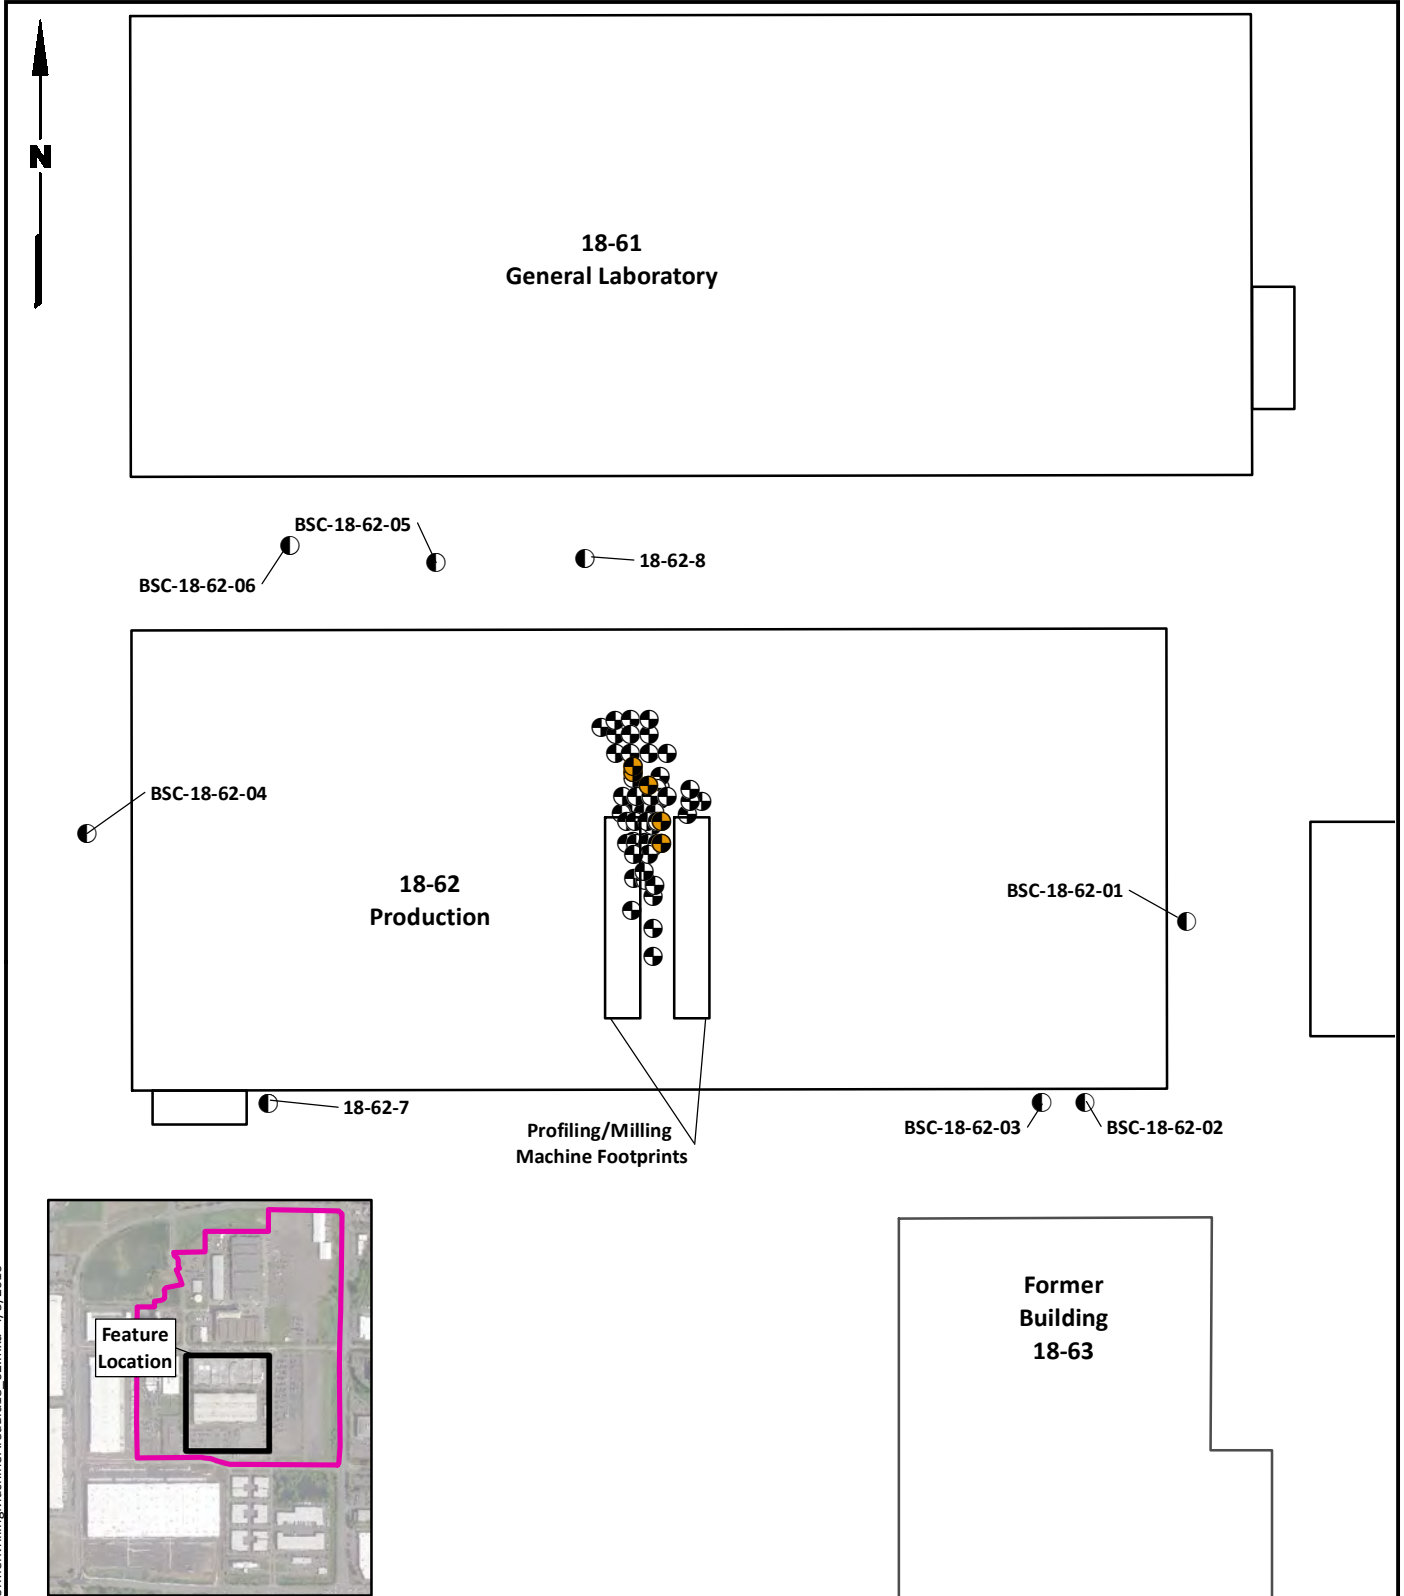 N
18-61
General Laboratory
BSC-18-62-05
18-62-8
BSC-18-62-06
BSC-18-62-04
18-62
Production
BSC-18-62-01
18-62-7
BSC-18-62-03
BSC-18-62-02
Profiling/Milling
Machine Footprints
Feature
Location
Former
Building
18-63